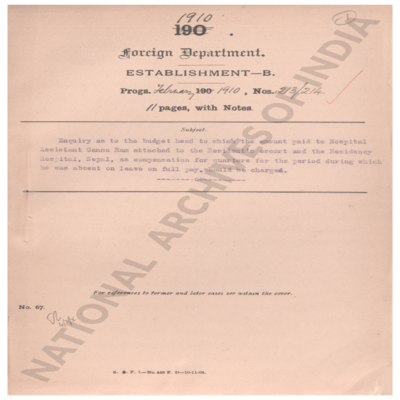 1910
190
Foreign Department.
ESTABLISHMENT—B.
Progs. February 190 1910, Nos. 213/214.
11 pages, with Notes.
Subject.
Enquiry as to the budget head to which the amount paid to Hospital
Assistant Ganna Ram attached to the Resident's escort and the Residency
Hospital, Nepal, as compensation for quarters for the period during which
he was absent on leave on full pay, should be charged.
For references to former and later cases see within the cover.
No. 67.
NATIONAL ARCHIVES OF INDIA